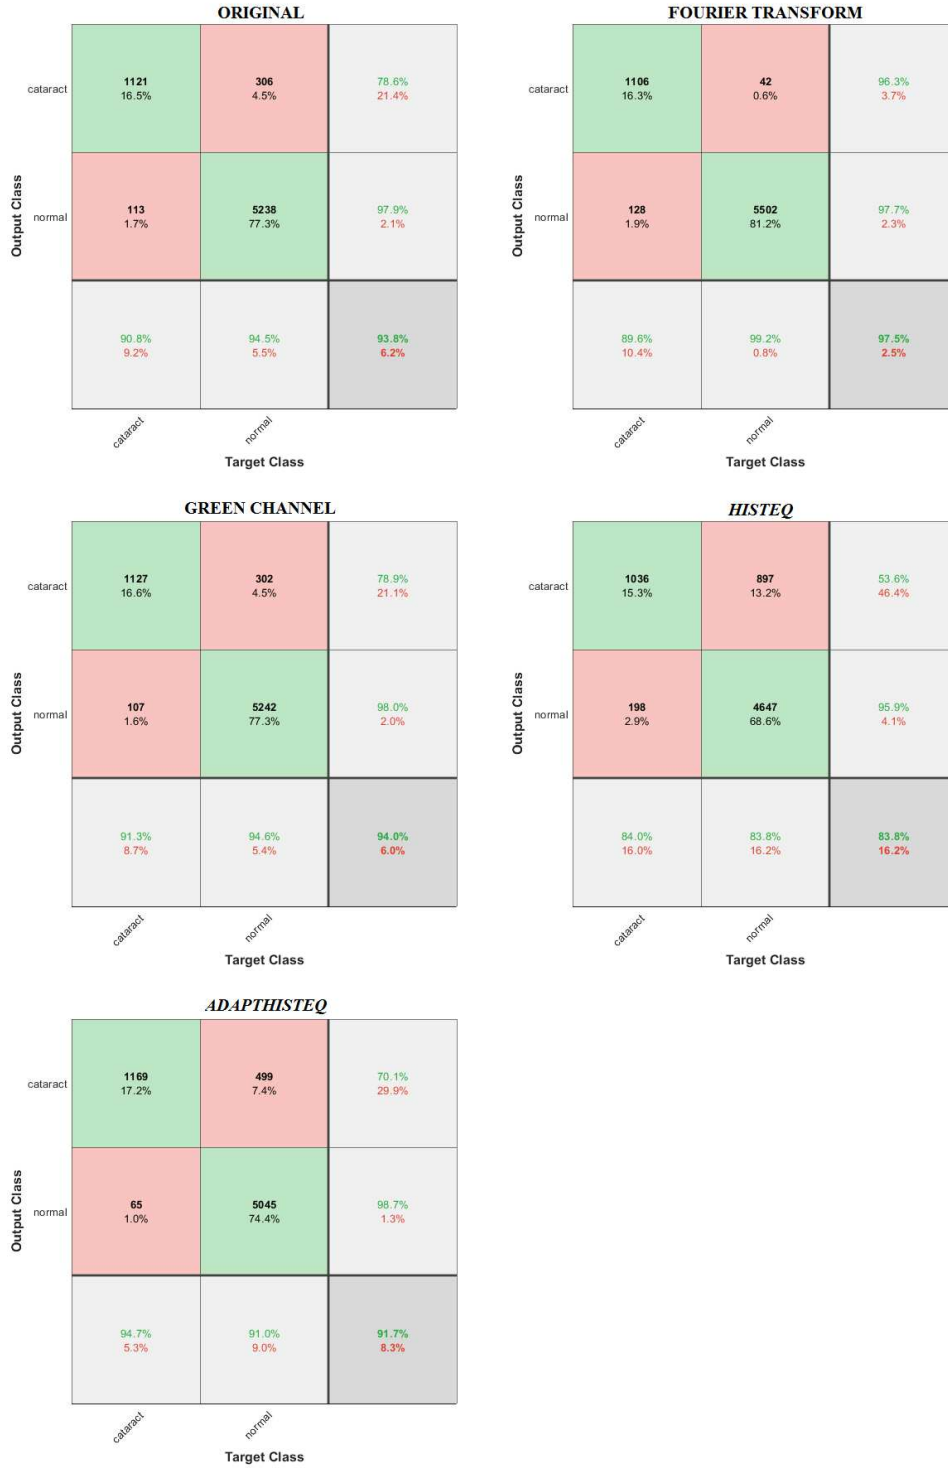 ORIGINAL
cataract
1121
16.5%
306
4.5%
78.6%
21.4%
normal
113
1.7%
5238
77.3%
97.9%
2.1%
90.8%
9.2%
94.5%
5.5%
93.8%
6.2%
cataract
normal
Target Class
Output Class
FOURIER TRANSFORM
cataract
1106
16.3%
42
0.6%
96.3%
3.7%
normal
128
1.9%
5502
81.2%
97.7%
2.3%
89.6%
10.4%
99.2%
0.8%
97.5%
2.5%
cataract
normal
Target Class
Output Class
GREEN CHANNEL
cataract
1127
16.6%
302
4.5%
78.9%
21.1%
normal
107
1.6%
5242
77.3%
98.0%
2.0%
91.3%
8.7%
94.6%
5.4%
94.0%
6.0%
cataract
normal
Target Class
Output Class
HISTEQ
cataract
1036
15.3%
897
13.2%
53.6%
46.4%
normal
198
2.9%
4647
68.6%
95.9%
4.1%
84.0%
16.0%
83.8%
16.2%
83.8%
16.2%
cataract
normal
Target Class
Output Class
ADAPTHISTEQ
cataract
1169
17.2%
499
7.4%
70.1%
29.9%
normal
65
1.0%
5045
74.4%
98.7%
1.3%
94.7%
5.3%
91.0%
9.0%
91.7%
8.3%
cataract
normal
Target Class
Output Class